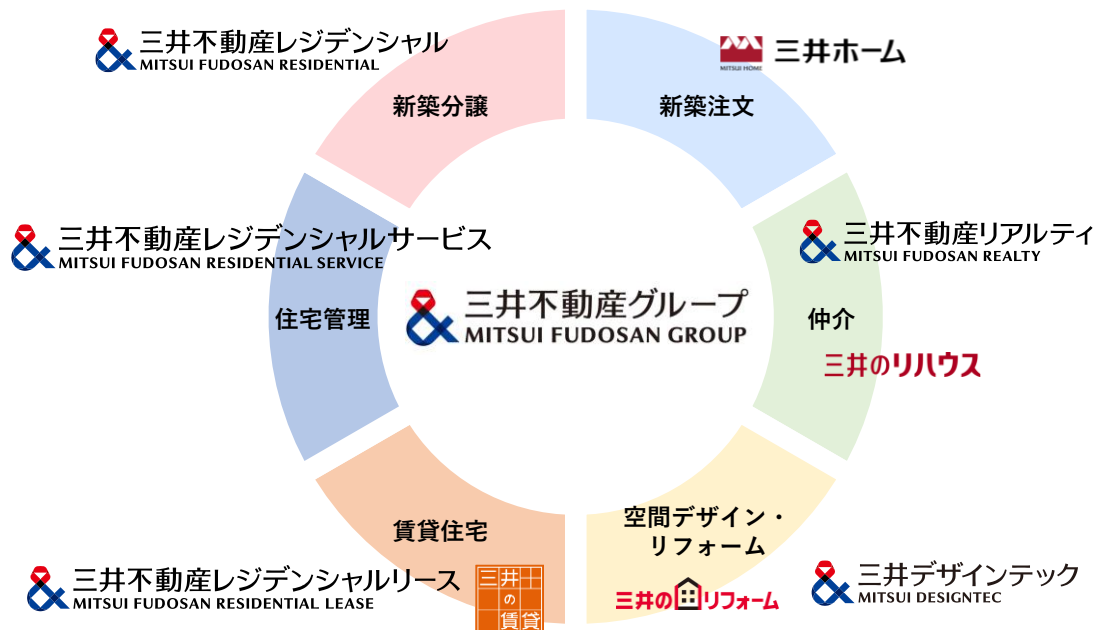 三井不動産レジデンシャル
MITSUI FUDOSAN RESIDENTIAL
新築分譲
三井ホーム
MITSUI HOME
新築注文
三井不動産レジデンシャルサービス
MITSUI FUDOSAN RESIDENTIAL SERVICE
住宅管理
三井不動産グループ
MITSUI FUDOSAN GROUP
三井不動産リアルティ
MITSUI FUDOSAN REALTY
仲介
三井のリハウス
賃貸住宅
三井不動産レジデンシャルリース
MITSUI FUDOSAN RESIDENTIAL LEASE
三井
の
賃貸
空間デザイン・
リフォーム
三井のリフォーム
三井デザインテック
MITSUI DESIGNTEC